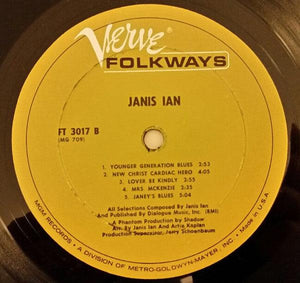 Verve
FOLKWAYS
JANIS IAN
FT 3017 B
(MG 709)
1. YOUNGER GENERATION BLUES 2:53
2. NEW CHRIST CARDIAC HERO 4:05
3. LOVER BE KINDLY 2:35
4. MRS. MCKENZIE 2:35
5. JANEY'S BLUES 5:04
All Selections Composed By Janis Ian
And Published By Dialogue Music, Inc. (BMI)
A Phantom Production by Shadow
Arr. By Janis Ian and Artie Kaplan
Production Supervisor, Jerry Schoenbaum
MGM RECORDS • A DIVISION OF METRO-GOLDWYN-MAYER, INC. • Made in U.S.A.